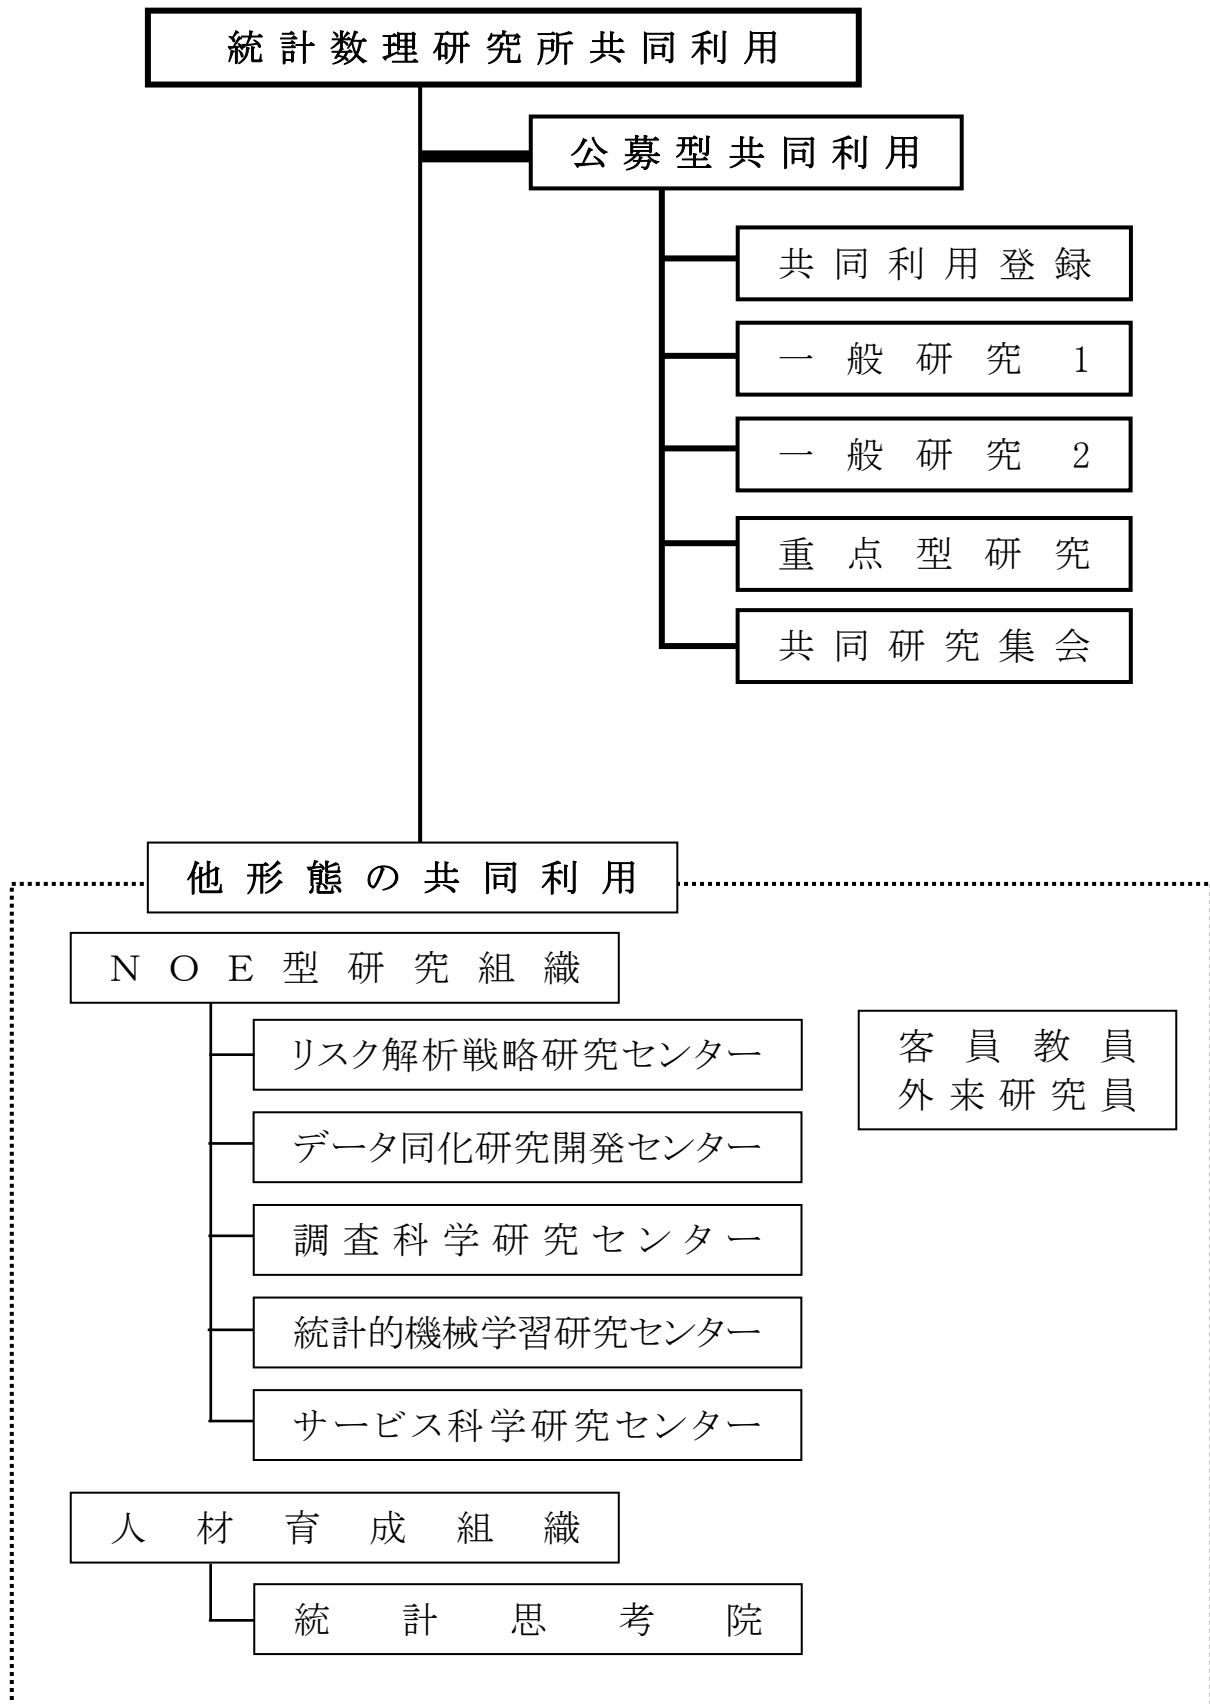 統計数理研究所共同利用
公募型共同利用
共同利用登録
一般研究1
一般研究2
重点型研究
共同研究集会
他形態の共同利用
NOE型研究組織
リスク解析戦略研究センター
データ同化研究開発センター
調査科学研究センター
統計的機械学習研究センター
サービス科学研究センター
客員教員
外来研究員
人材育成組織
統計思考院